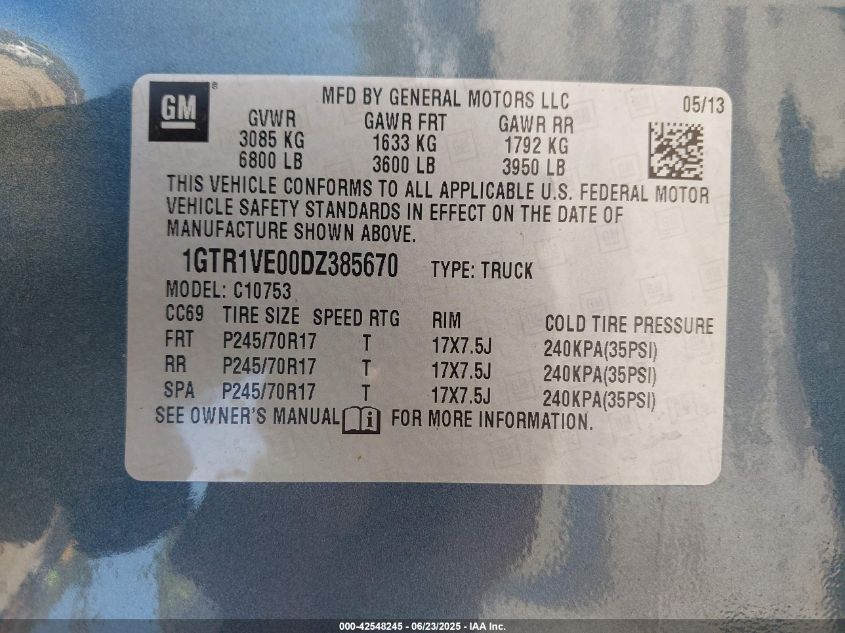 GM
MFD BY GENERAL MOTORS LLC 05/13
GVWR GAWR FRT GAWR RR
3085 KG 1633 KG 1792 KG
6800 LB 3600 LB 3950 LB
THIS VEHICLE CONFORMS TO ALL APPLICABLE U.S. FEDERAL MOTOR
VEHICLE SAFETY STANDARDS IN EFFECT ON THE DATE OF
MANUFACTURE SHOWN ABOVE.
1GTR1VE00DZ385670 TYPE: TRUCK
MODEL: C10753
CC69 TIRE SIZE SPEED RTG RIM COLD TIRE PRESSURE
FRT P245/70R17 T 17X7.5J 240KPA(35PSI)
RR P245/70R17 T 17X7.5J 240KPA(35PSI)
SPA P245/70R17 T 17X7.5J 240KPA(35PSI)
SEE OWNER'S MANUAL i FOR MORE INFORMATION.
000-42548245 - 06/23/2025 - IAA Inc.